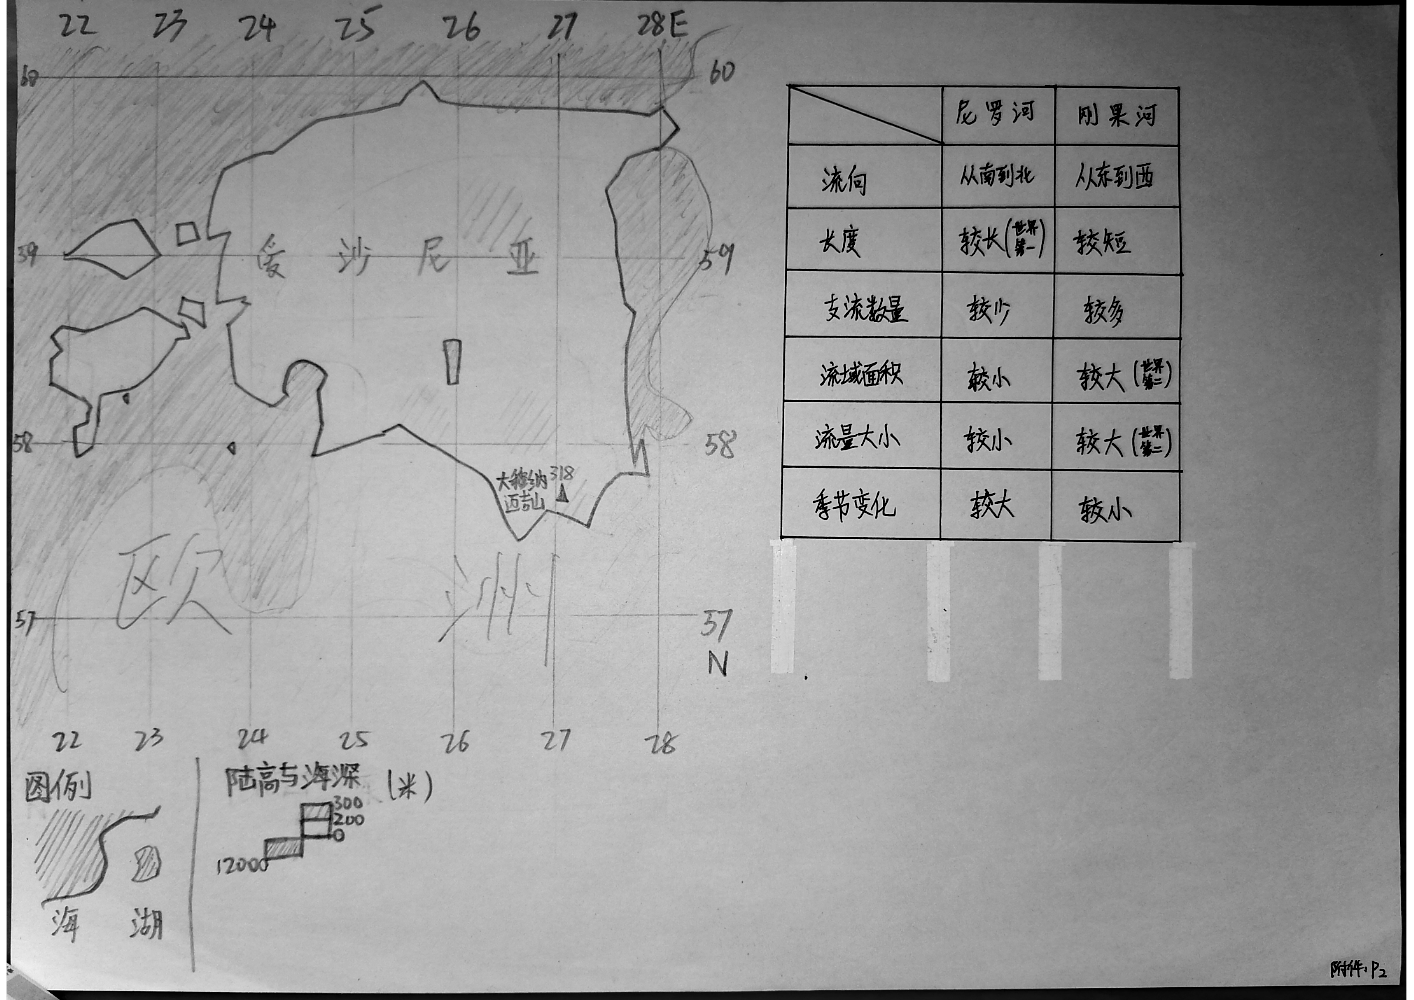 22 23 24 25 26 27 28E
60 60
59 爱沙尼亚 59
58 58
大穆纳 318
迈吉山
欧洲
57 57
N
22 23 24 25 26 27 28
图例
海 湖
陆高与海深 (米)
300
200
0
12000
尼罗河 刚果河
流向 从南到北 从东到西
长度 较长(世界第一) 较短
支流数量 较少 较多
流域面积 较小 较大(世界第二)
流量大小 较小 较大(世界第二)
季节变化 较大 较小
附件:P2